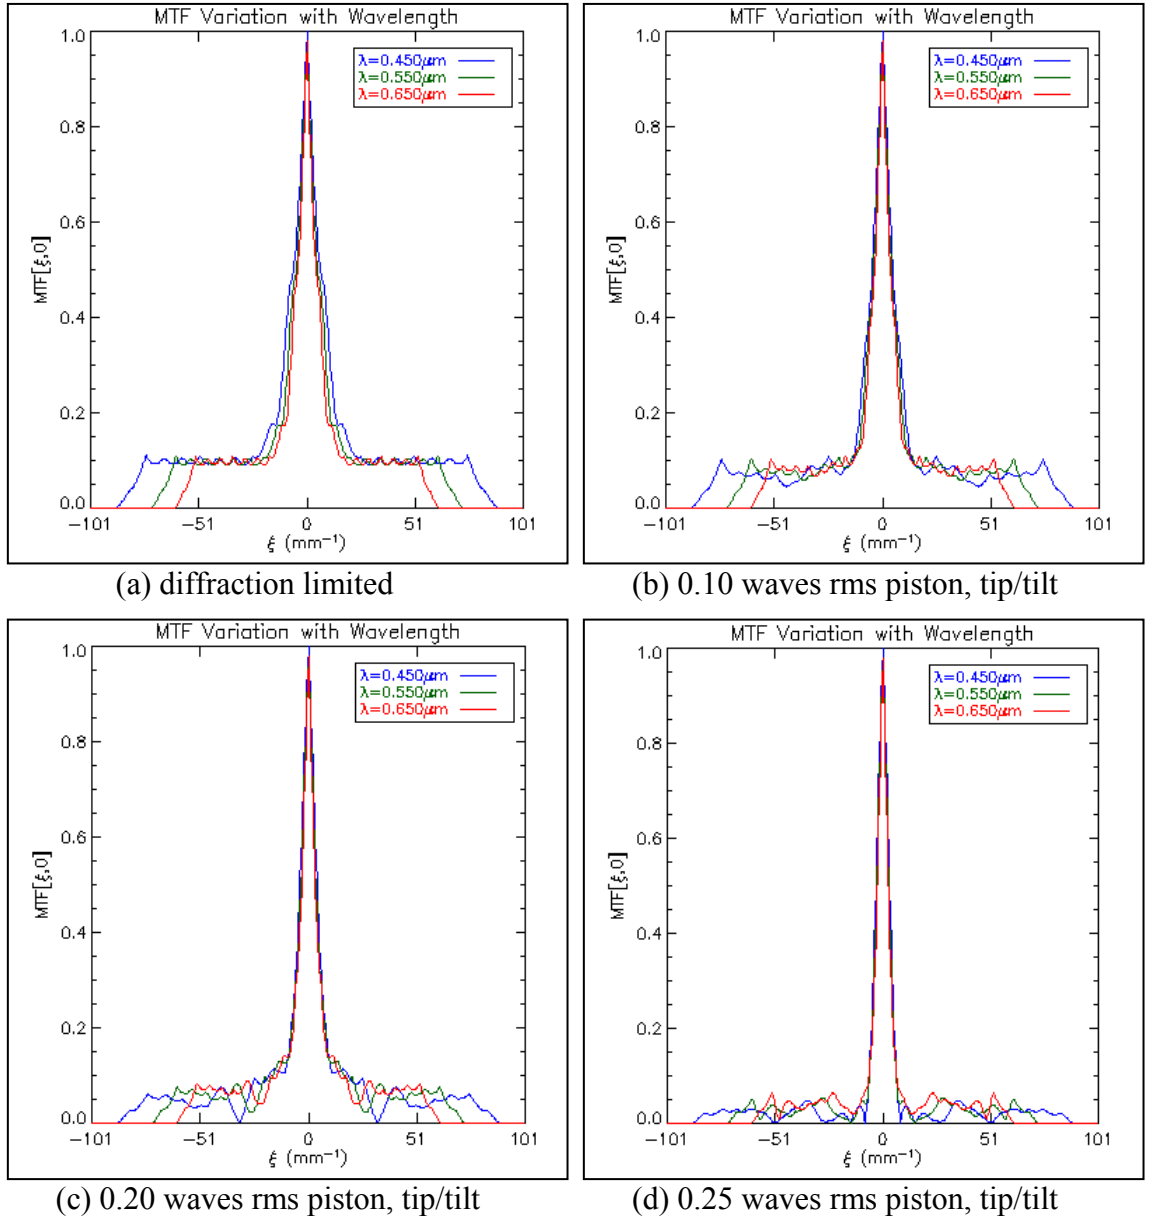 MTF Variation with Wavelength
1.0
0.8
0.6
0.4
0.2
0.0
MTF[ξ,0]
λ=0.450μm
λ=0.550μm
λ=0.650μm
−101 −51 0 51 101
ξ (mm⁻¹)
(a) diffraction limited
MTF Variation with Wavelength
1.0
0.8
0.6
0.4
0.2
0.0
MTF[ξ,0]
λ=0.450μm
λ=0.550μm
λ=0.650μm
−101 −51 0 51 101
ξ (mm⁻¹)
(b) 0.10 waves rms piston, tip/tilt
MTF Variation with Wavelength
1.0
0.8
0.6
0.4
0.2
0.0
MTF[ξ,0]
λ=0.450μm
λ=0.550μm
λ=0.650μm
−101 −51 0 51 101
ξ (mm⁻¹)
(c) 0.20 waves rms piston, tip/tilt
MTF Variation with Wavelength
1.0
0.8
0.6
0.4
0.2
0.0
MTF[ξ,0]
λ=0.450μm
λ=0.550μm
λ=0.650μm
−101 −51 0 51 101
ξ (mm⁻¹)
(d) 0.25 waves rms piston, tip/tilt